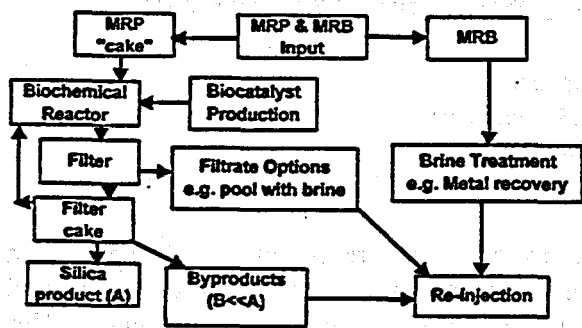 MRP
"cake"
MRP & MRB
Input
MRB
Biochemical
Reactor
Biocatalyst
Production
Filter
Filtrate Options
e.g. pool with brine
Brine Treatment
e.g. Metal recovery
Filter
cake
Silica
product (A)
Byproducts
(B<<A)
Re-Injection